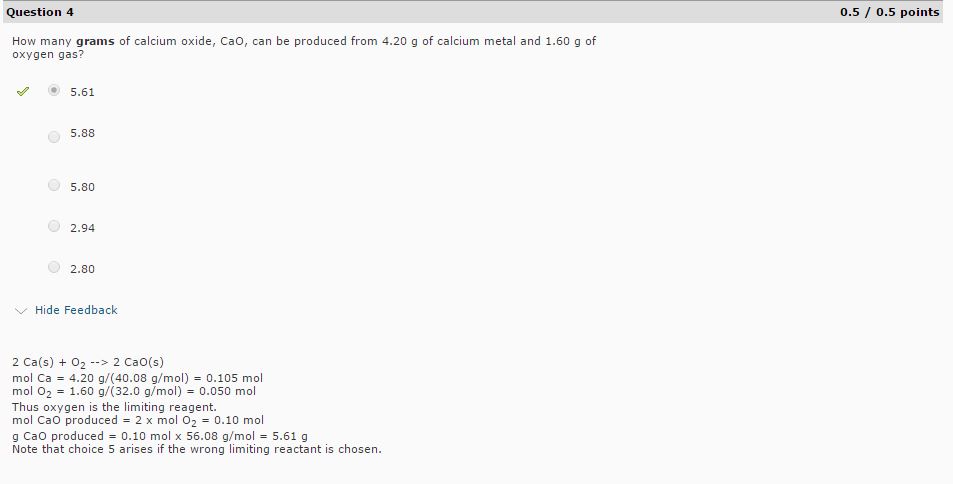 Question 4 0.5 / 0.5 points
How many grams of calcium oxide, CaO, can be produced from 4.20 g of calcium metal and 1.60 g of
oxygen gas?
5.61
5.88
5.80
2.94
2.80
Hide Feedback
2 Ca(s) + O₂ --> 2 CaO(s)
mol Ca = 4.20 g/(40.08 g/mol) = 0.105 mol
mol O₂ = 1.60 g/(32.0 g/mol) = 0.050 mol
Thus oxygen is the limiting reagent.
mol CaO produced = 2 x mol O₂ = 0.10 mol
g CaO produced = 0.10 mol x 56.08 g/mol = 5.61 g
Note that choice 5 arises if the wrong limiting reactant is chosen.